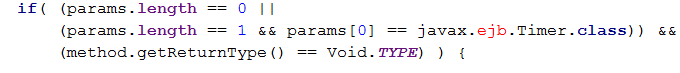 if( (params.length == 0 ||
(params.length == 1 && params[0] == javax.ejb.Timer.class)) &&
(method.getReturnType() == Void.TYPE) ) {